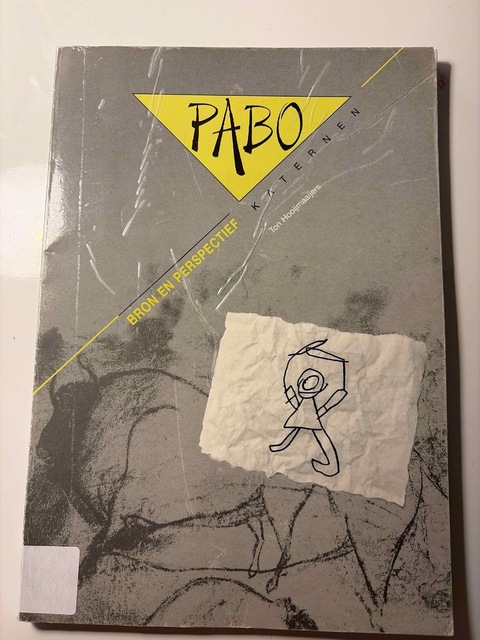 PABO
KATERNEN
Ton Hooijmaaijers
BRON EN PERSPECTIEF